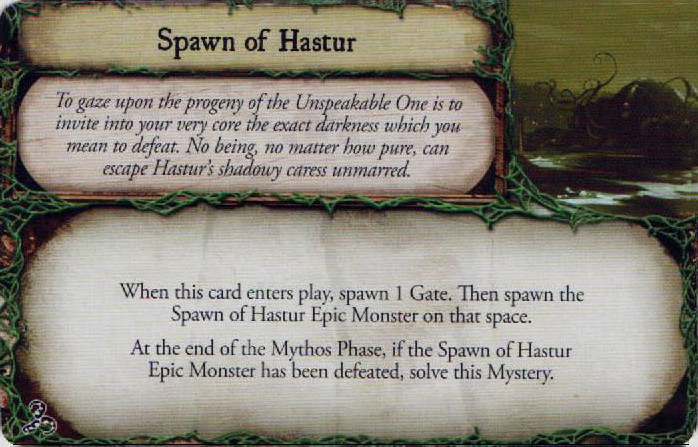 Spawn of Hastur
To gaze upon the progeny of the Unspeakable One is to
invite into your very core the exact darkness which you
mean to defeat. No being, no matter how pure, can
escape Hastur's shadowy caress unmarred.
When this card enters play, spawn 1 Gate. Then spawn the
Spawn of Hastur Epic Monster on that space.
At the end of the Mythos Phase, if the Spawn of Hastur
Epic Monster has been defeated, solve this Mystery.